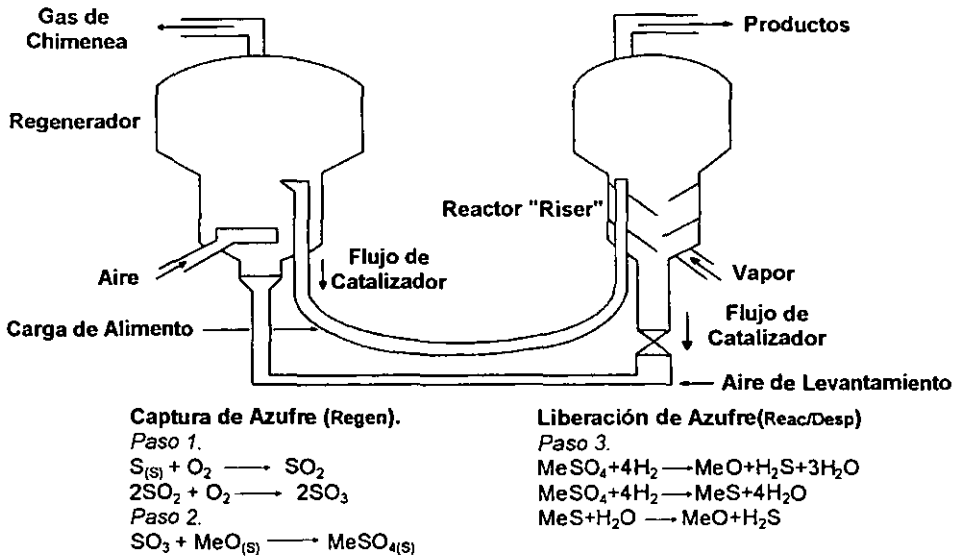 Gas de
Chimenea
Productos
Regenerador
Reactor "Riser"
Aire
Flujo de
Catalizador
Vapor
Carga de Alimento
Flujo de
Catalizador
Aire de Levantamiento
Captura de Azufre (Regen).
Paso 1.
S(S) + O2 → SO2
2SO2 + O2 → 2SO3
Paso 2.
SO3 + MeO(S) → MeSO4(S)
Liberación de Azufre(Reac/Desp)
Paso 3.
MeSO4+4H2 → MeO+H2S+3H2O
MeSO4+4H2 → MeS+4H2O
MeS+H2O → MeO+H2S